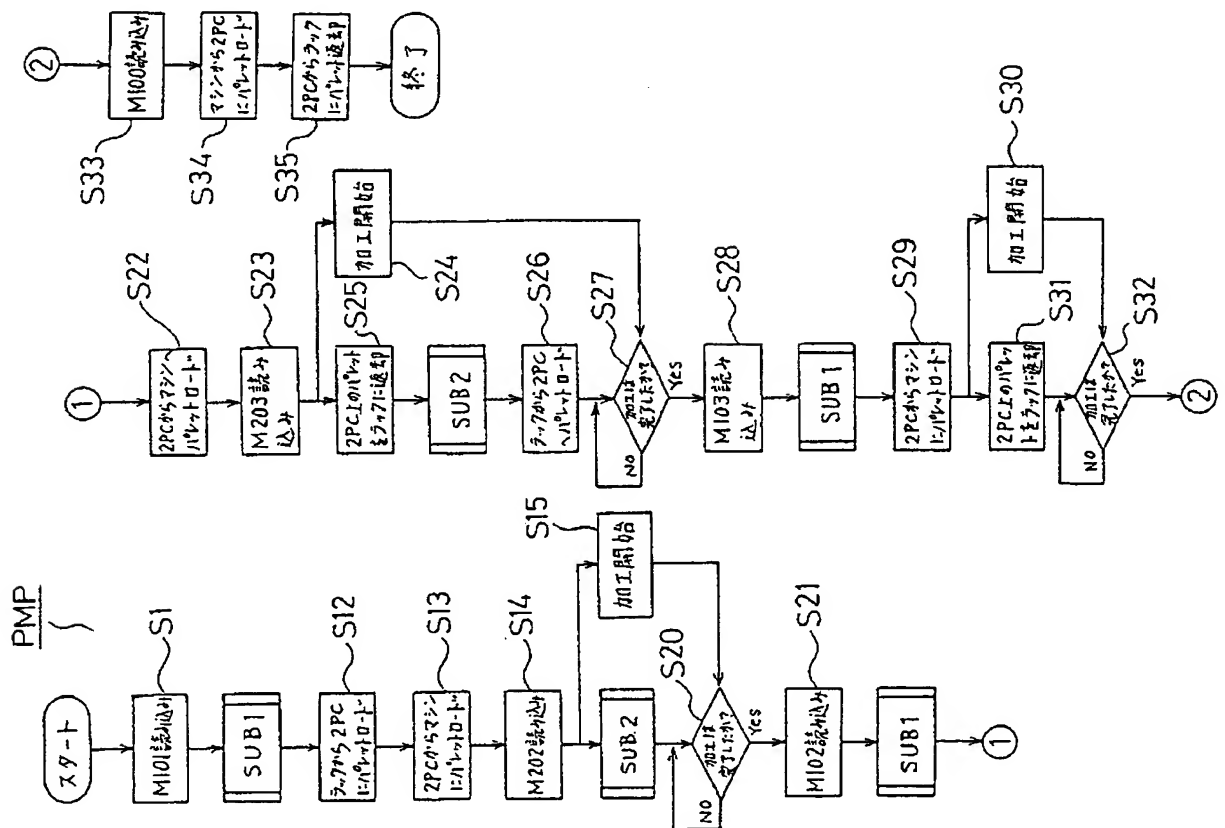 PMP
スタート
M101読み込み
S1
SUB1
ラックから2PC
にパレットロード
S12
2PCからマシン
にパレットロード
S13
M202読み込み
S14
加工開始
S15
SUB.2
加工は
完了したか?
S20
NO
Yes
M102読み込み
S21
SUB1
①
①
2PCからマシンへ
パレットロード
S22
M203読み
込み
S23
加工開始
S24
2PC上のパレット
をラックに返却
S25
SUB2
ラックから2PC
へパレットロード
S26
加工は
完了したか?
S27
NO
Yes
M103読み
込み
S28
SUB1
2PCからマシン
にパレットロード
S29
加工開始
S30
2PC上のパレッ
トをラックに返却
S31
加工は
完了したか?
S32
NO
Yes
②
②
M100読み込み
S33
マシンから2PC
にパレットロード
S34
2PCからラック
にパレット返却
S35
終了